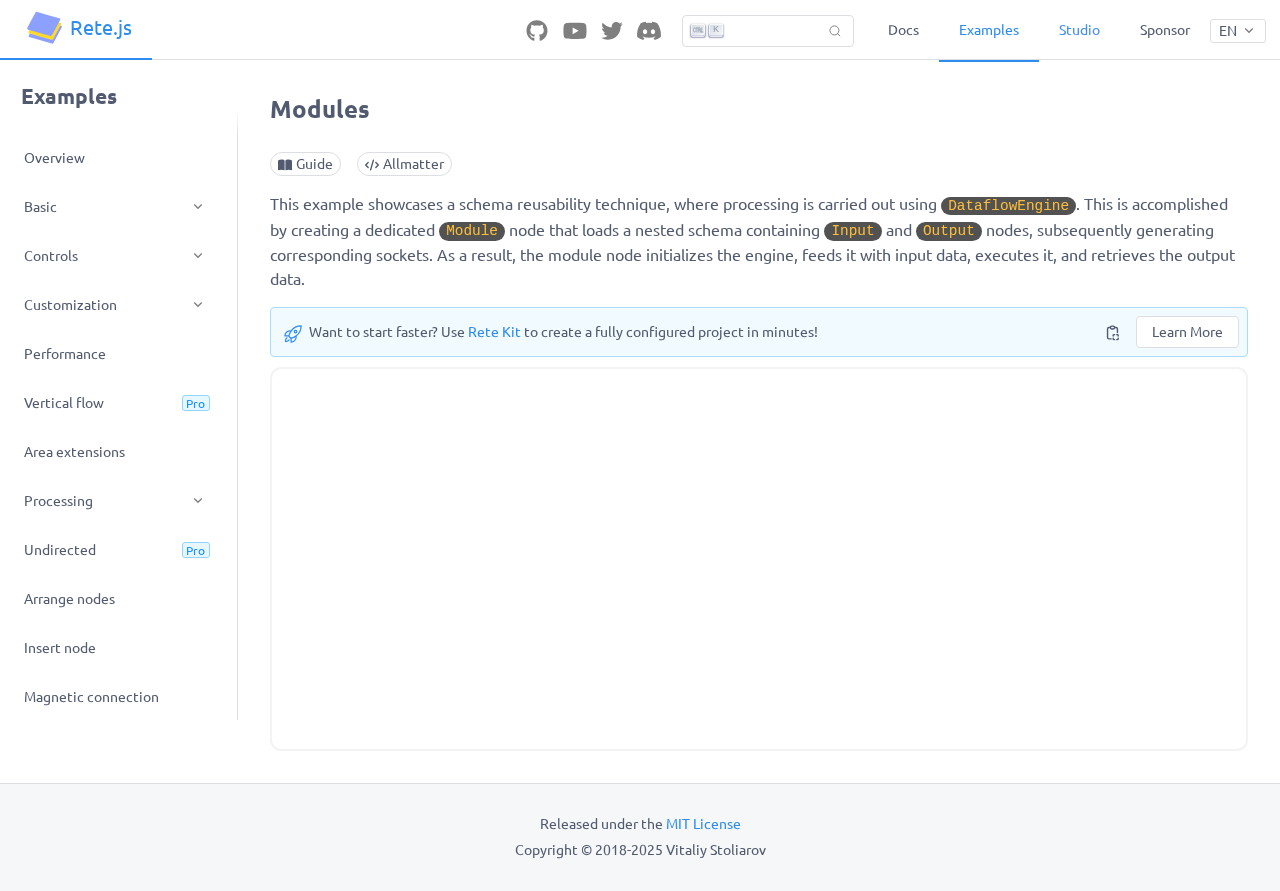 Rete.js
K
Docs
Examples
Studio
Sponsor
EN
Examples
Overview
Basic
Controls
Customization
Performance
Vertical flow
Pro
Area extensions
Processing
Undirected
Pro
Arrange nodes
Insert node
Magnetic connection
Modules
Guide
Allmatter
This example showcases a schema reusability technique, where processing is carried out using DataflowEngine. This is accomplished
by creating a dedicated Module node that loads a nested schema containing Input and Output nodes, subsequently generating
corresponding sockets. As a result, the module node initializes the engine, feeds it with input data, executes it, and retrieves the output
data.
Want to start faster? Use Rete Kit to create a fully configured project in minutes!
Learn More
Released under the MIT License
Copyright © 2018-2025 Vitaliy Stoliarov